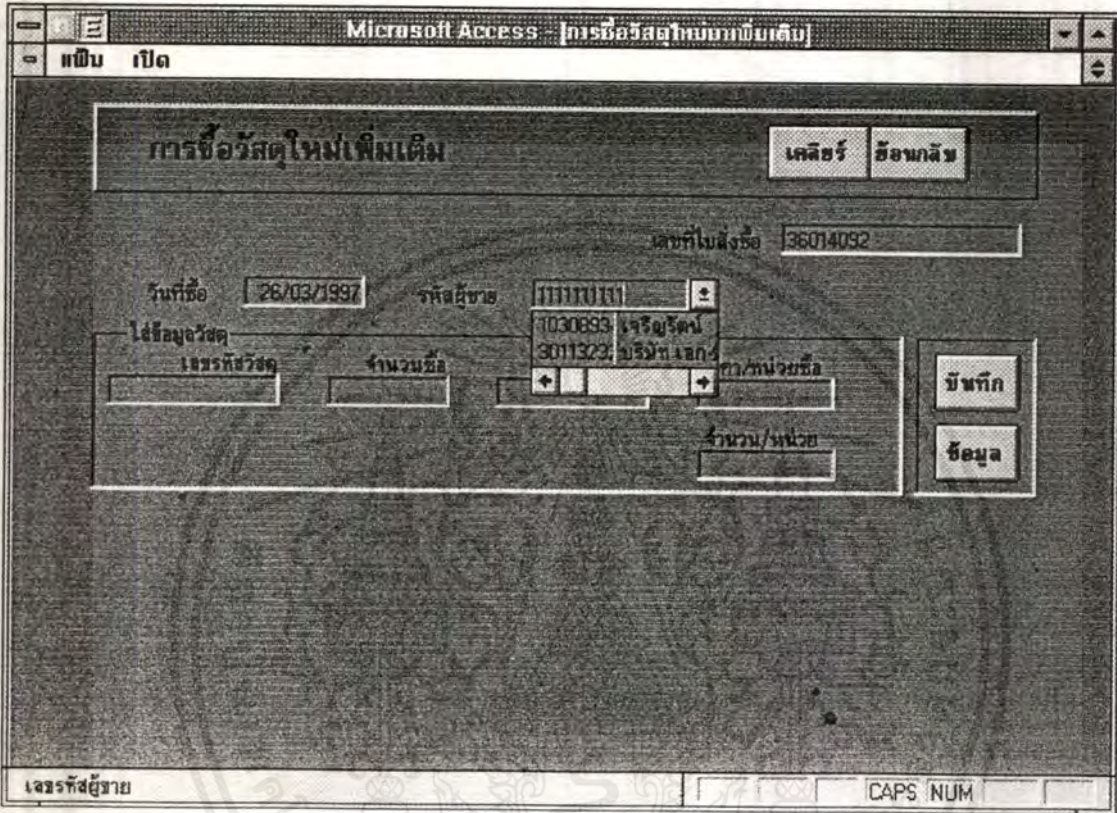 Microsoft Access - [การซื้อวัสดุใหม่มาเพิ่มเติม]
แฟ้ม เปิด
การซื้อวัสดุใหม่เพิ่มเติม
เคลียร์ ย้อนกลับ
เลขที่ใบสั่งซื้อ 36014092
วันที่ซื้อ 26/03/1997 รหัสผู้ขาย 1111111111
1030893 เจริญรัตน์
3011323 บริษัท เอก
ใส่ข้อมูลวัสดุ
เลขรหัสวัสดุ จำนวนซื้อ คา/หน่วยซื้อ
บันทึก
จำนวน/หน่วย
ข้อมูล
เลขรหัสผู้ขาย CAPS NUM